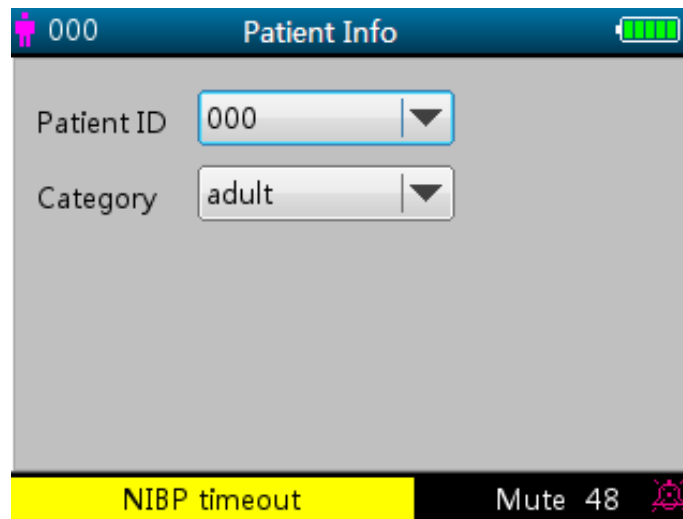 000 Patient Info
Patient ID 000
Category adult
NIBP timeout Mute 48